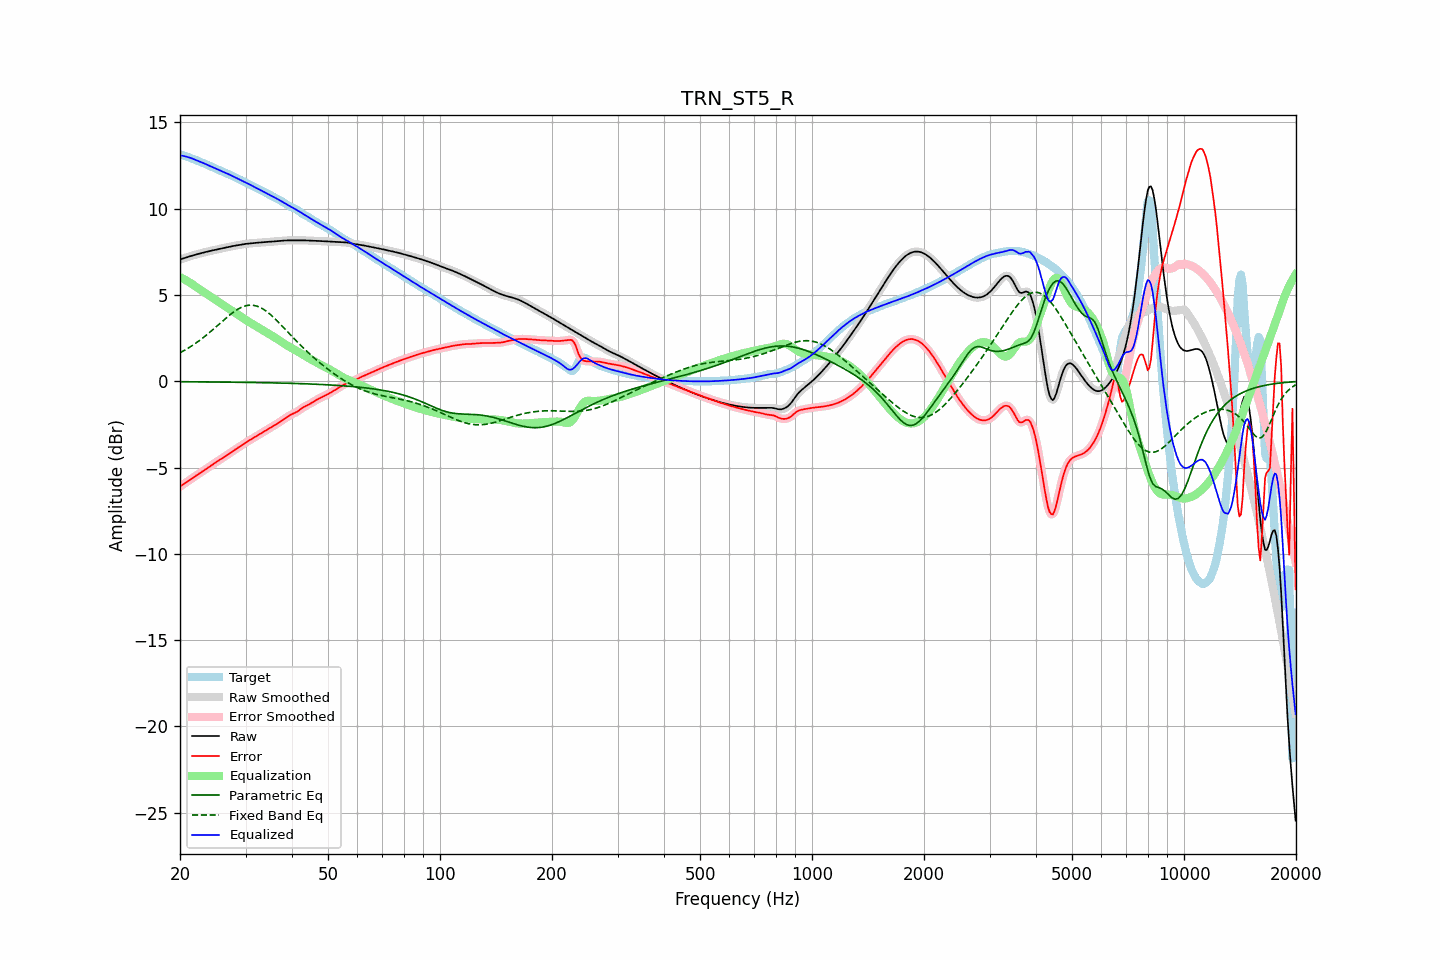 TRN_ST5_R
15
10
5
0
−5
−10
−15
−20
−25
Amplitude (dBr)
Target
Raw Smoothed
Error Smoothed
Raw
Error
Equalization
Parametric Eq
Fixed Band Eq
Equalized
20 50 100 200 500 1000 2000 5000 10000 20000
Frequency (Hz)